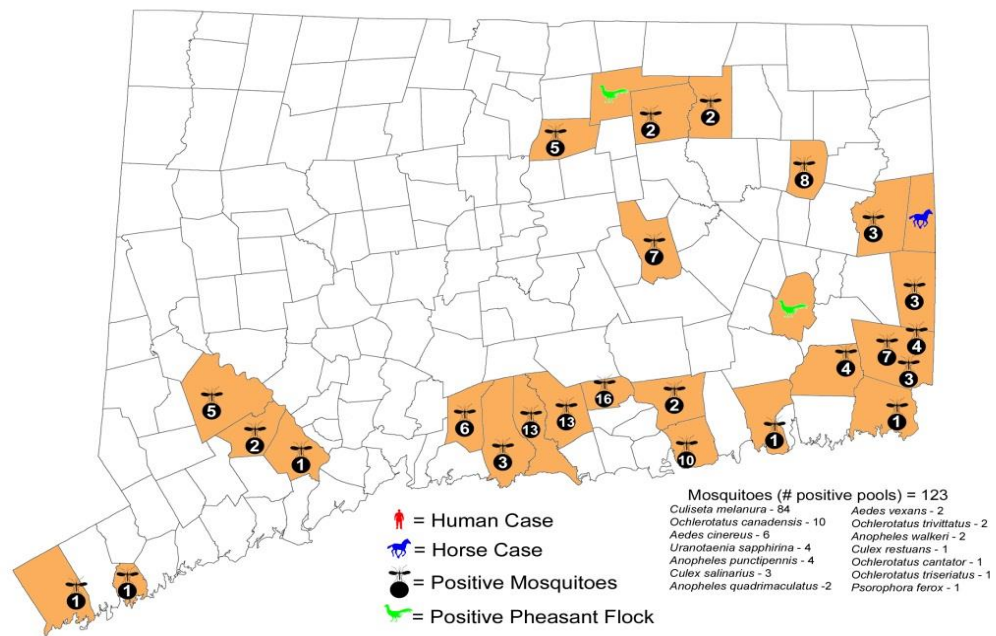 2
2
5
8
3
7
3
4
7
4
3
16
2
5
13
1
6
13
1
2
10
3
1
1
1
= Human Case
= Horse Case
= Positive Mosquitoes
= Positive Pheasant Flock
Mosquitoes (# positive pools) = 123
Culiseta melanura - 84
Ochlerotatus canadensis - 10
Aedes cinereus - 6
Uranotaenia sapphirina - 4
Anopheles punctipennis - 4
Culex salinarius - 3
Anopheles quadrimaculatus -2
Aedes vexans - 2
Ochlerotatus trivittatus - 2
Anopheles walkeri - 2
Culex restuans - 1
Ochlerotatus cantator - 1
Ochlerotatus triseriatus - 1
Psorophora ferox - 1